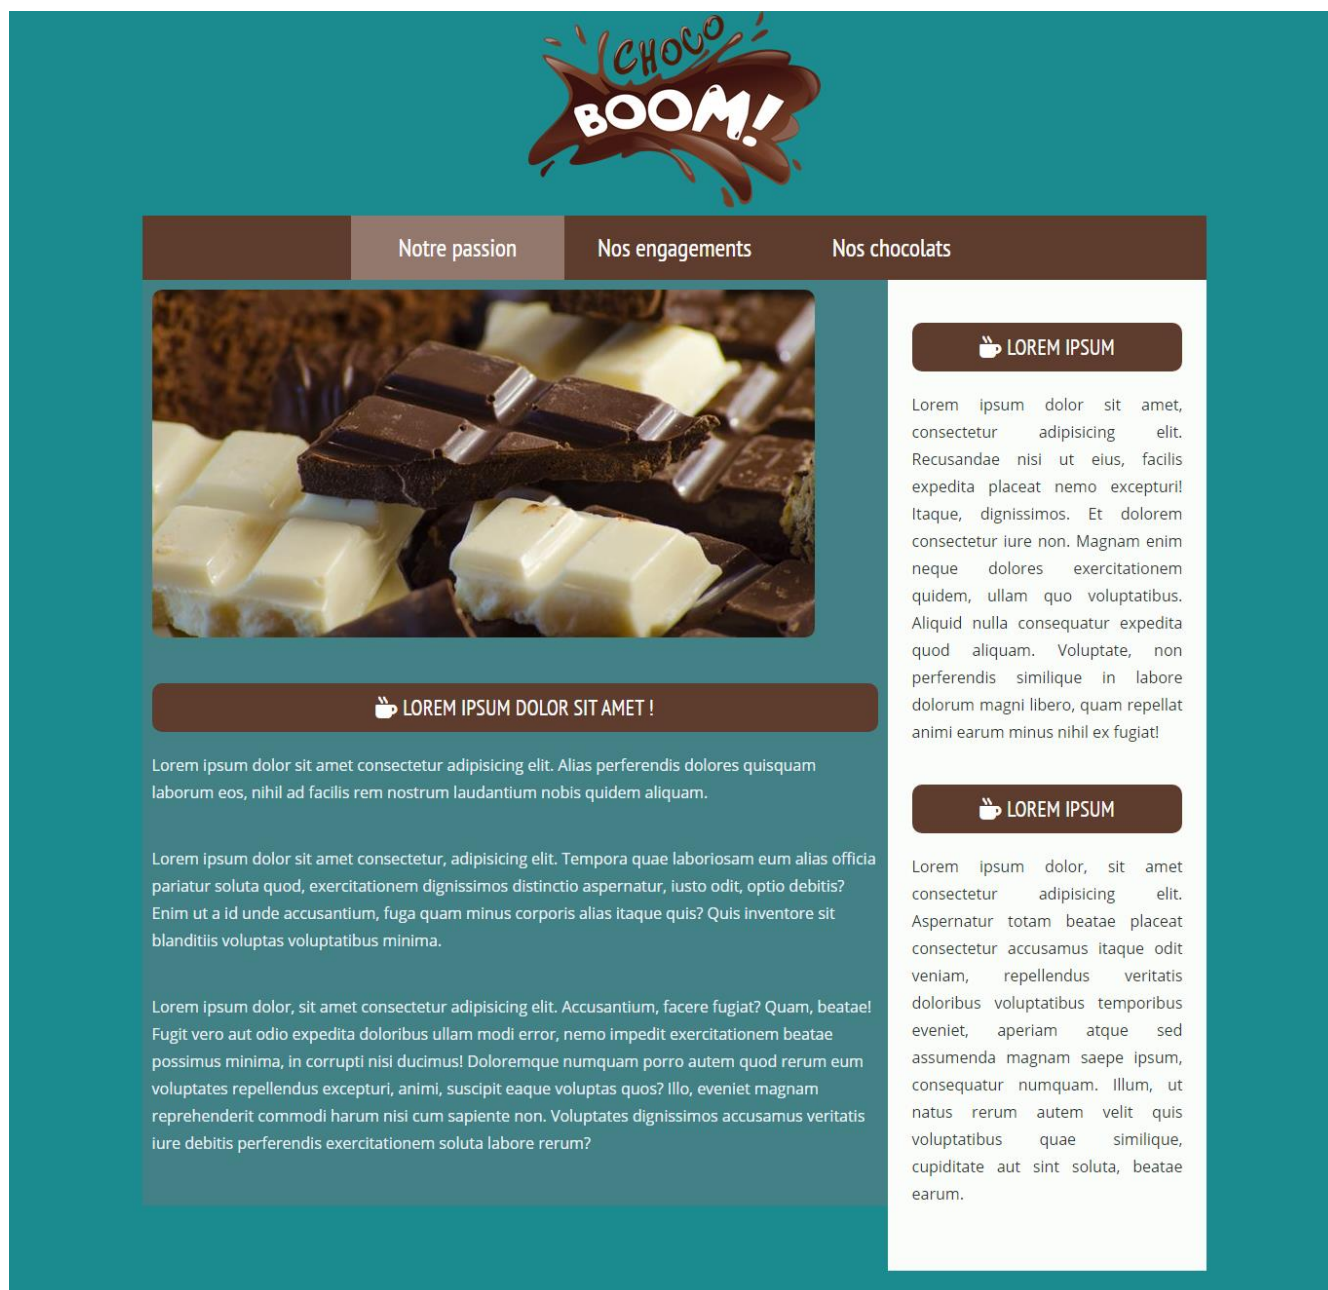 CHOCO
BOOM!
Notre passion Nos engagements Nos chocolats
LOREM IPSUM DOLOR SIT AMET !
Lorem ipsum dolor sit amet consectetur adipisicing elit. Alias perferendis dolores quisquam
laborum eos, nihil ad facilis rem nostrum laudantium nobis quidem aliquam.
Lorem ipsum dolor sit amet consectetur, adipisicing elit. Tempora quae laboriosam eum alias officia
pariatur soluta quod, exercitationem dignissimos distinctio aspernatur, iusto odit, optio debitis?
Enim ut a id unde accusantium, fuga quam minus corporis alias itaque quis? Quis inventore sit
blanditiis voluptas voluptatibus minima.
Lorem ipsum dolor, sit amet consectetur adipisicing elit. Accusantium, facere fugiat? Quam, beatae!
Fugit vero aut odio expedita doloribus ullam modi error, nemo impedit exercitationem beatae
possimus minima, in corrupti nisi ducimus! Doloremque numquam porro autem quod rerum eum
voluptates repellendus excepturi, animi, suscipit eaque voluptas quos? Illo, eveniet magnam
reprehenderit commodi harum nisi cum sapiente non. Voluptates dignissimos accusamus veritatis
iure debitis perferendis exercitationem soluta labore rerum?
LOREM IPSUM
Lorem ipsum dolor sit amet,
consectetur adipisicing elit.
Recusandae nisi ut eius, facilis
expedita placeat nemo excepturi!
Itaque, dignissimos. Et dolorem
consectetur iure non. Magnam enim
neque dolores exercitationem
quidem, ullam quo voluptatibus.
Aliquid nulla consequatur expedita
quod aliquam. Voluptate, non
perferendis similique in labore
dolorum magni libero, quam repellat
animi earum minus nihil ex fugiat!
LOREM IPSUM
Lorem ipsum dolor, sit amet
consectetur adipisicing elit.
Aspernatur totam beatae placeat
consectetur accusamus itaque odit
veniam, repellendus veritatis
doloribus voluptatibus temporibus
eveniet, aperiam atque sed
assumenda magnam saepe ipsum,
consequatur numquam. Illum, ut
natus rerum autem velit quis
voluptatibus quae similique,
cupiditate aut sint soluta, beatae
earum.